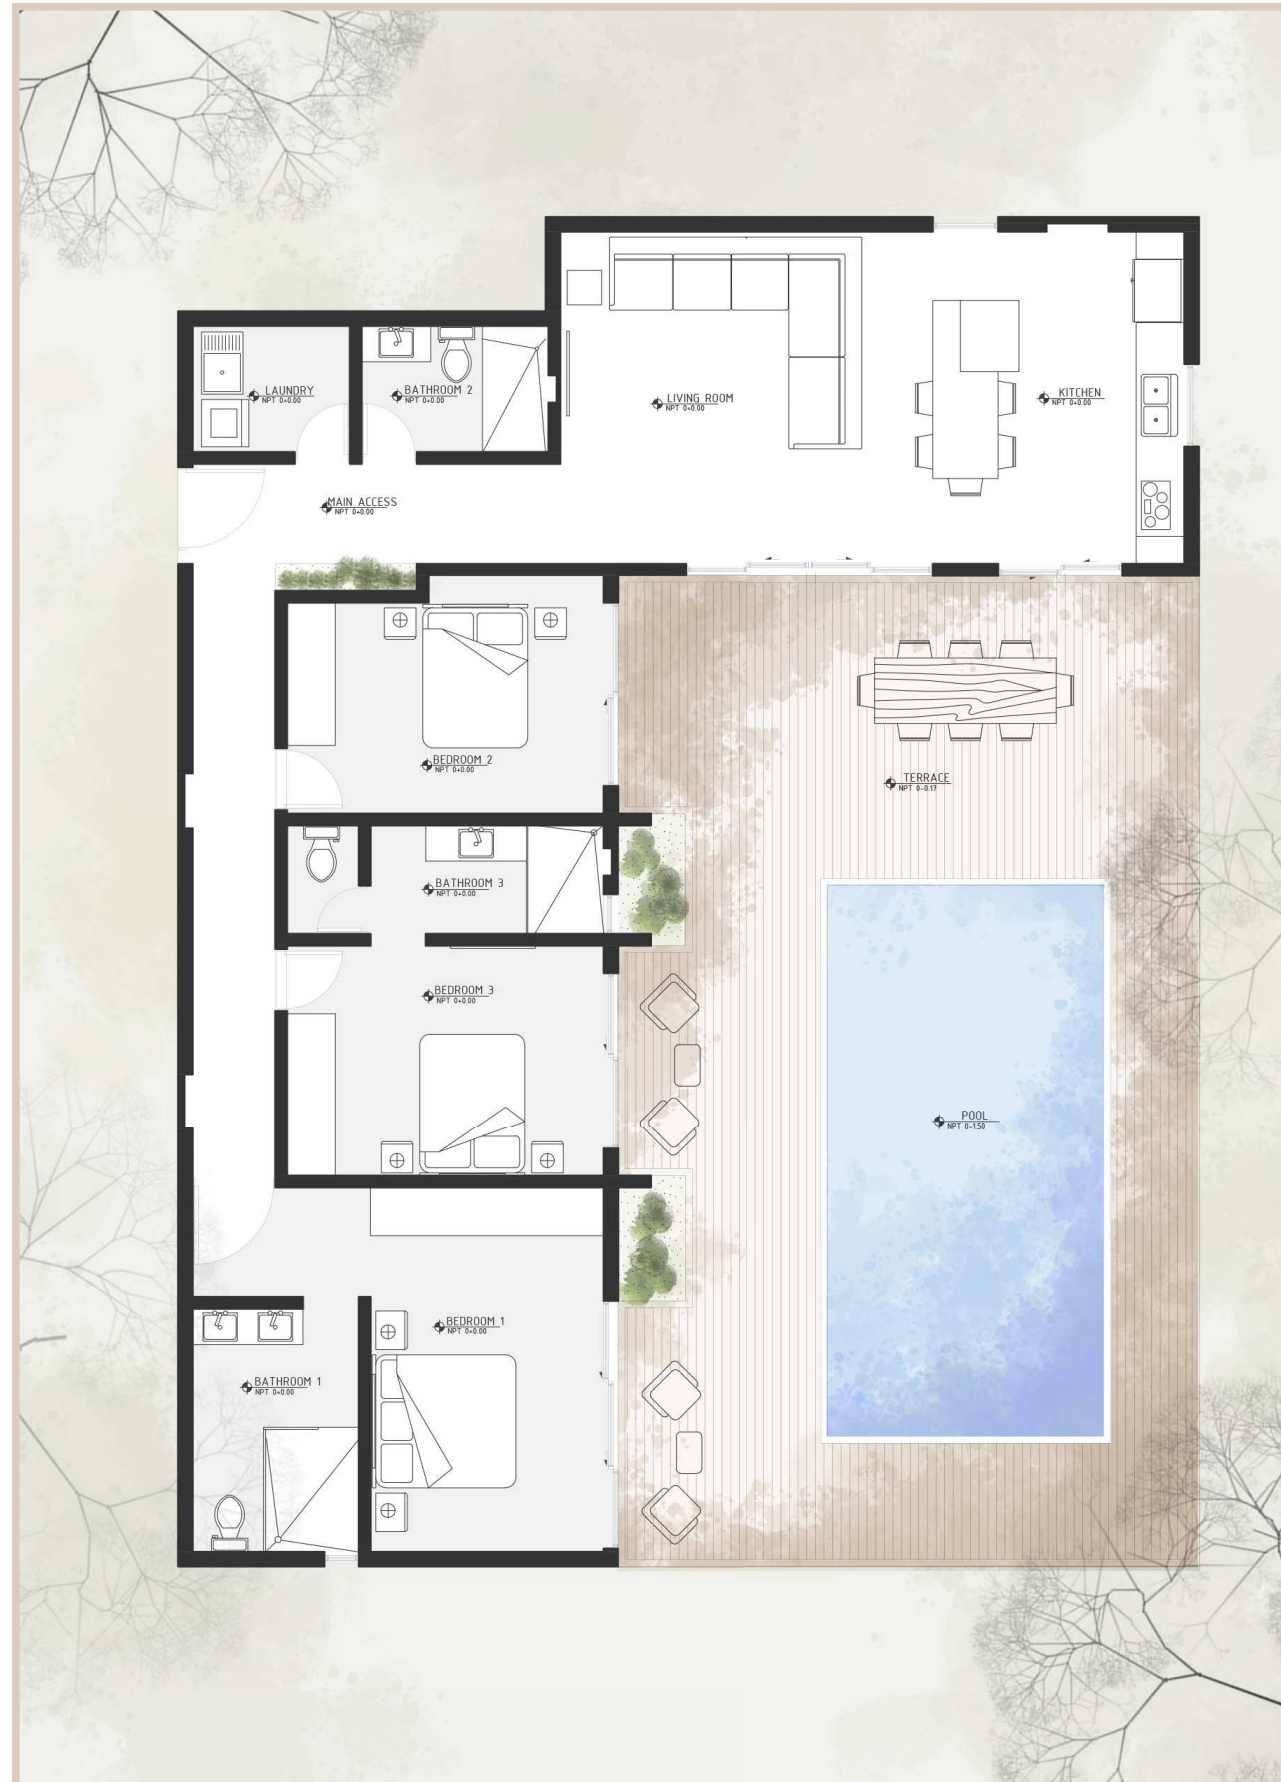 LAUNDRY
NPT 0+0.00
BATHROOM 2
NPT 0+0.00
LIVING ROOM
NPT 0+0.00
KITCHEN
NPT 0+0.00
MAIN ACCESS
NPT 0+0.00
BEDROOM 2
NPT 0+0.00
TERRACE
NPT 0-0.17
BATHROOM 3
NPT 0+0.00
BEDROOM 3
NPT 0+0.00
POOL
NPT 0-1.50
BEDROOM 1
NPT 0+0.00
BATHROOM 1
NPT 0+0.00